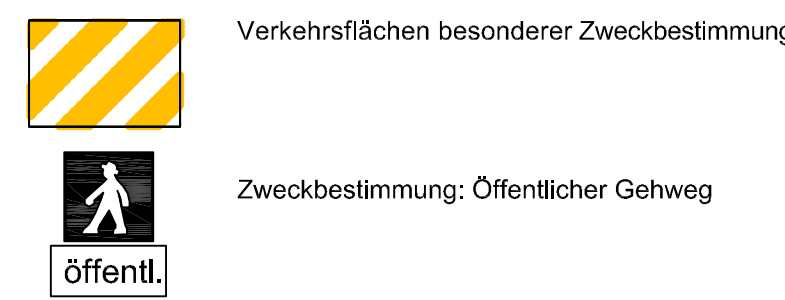 Verkehrsflächen besonderer Zweckbestimmung
Zweckbestimmung: Öffentlicher Gehweg
öffentl.